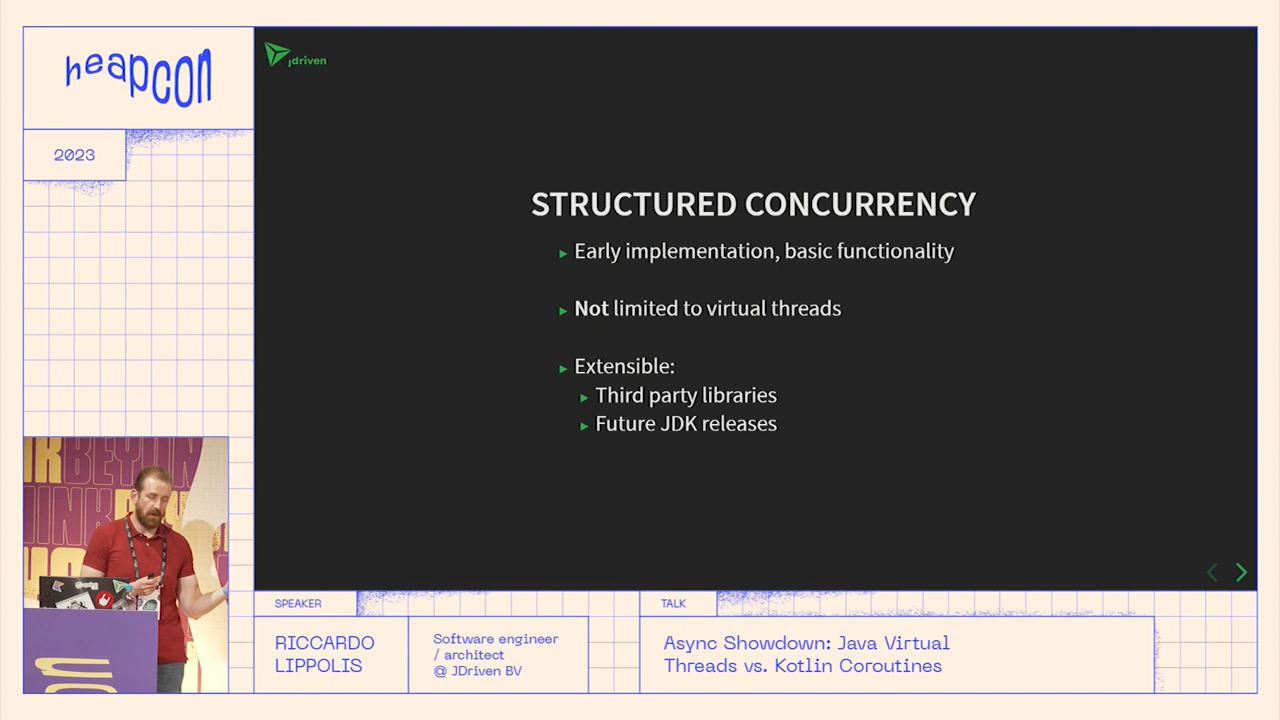 heapcon
2023
jdriven
STRUCTURED CONCURRENCY
Early implementation, basic functionality
Not limited to virtual threads
Extensible:
Third party libraries
Future JDK releases
BEYON
SPEAKER
RICCARDO
LIPPOLIS
Software engineer
/ architect
@ JDriven BV
TALK
Async Showdown: Java Virtual
Threads vs. Kotlin Coroutines